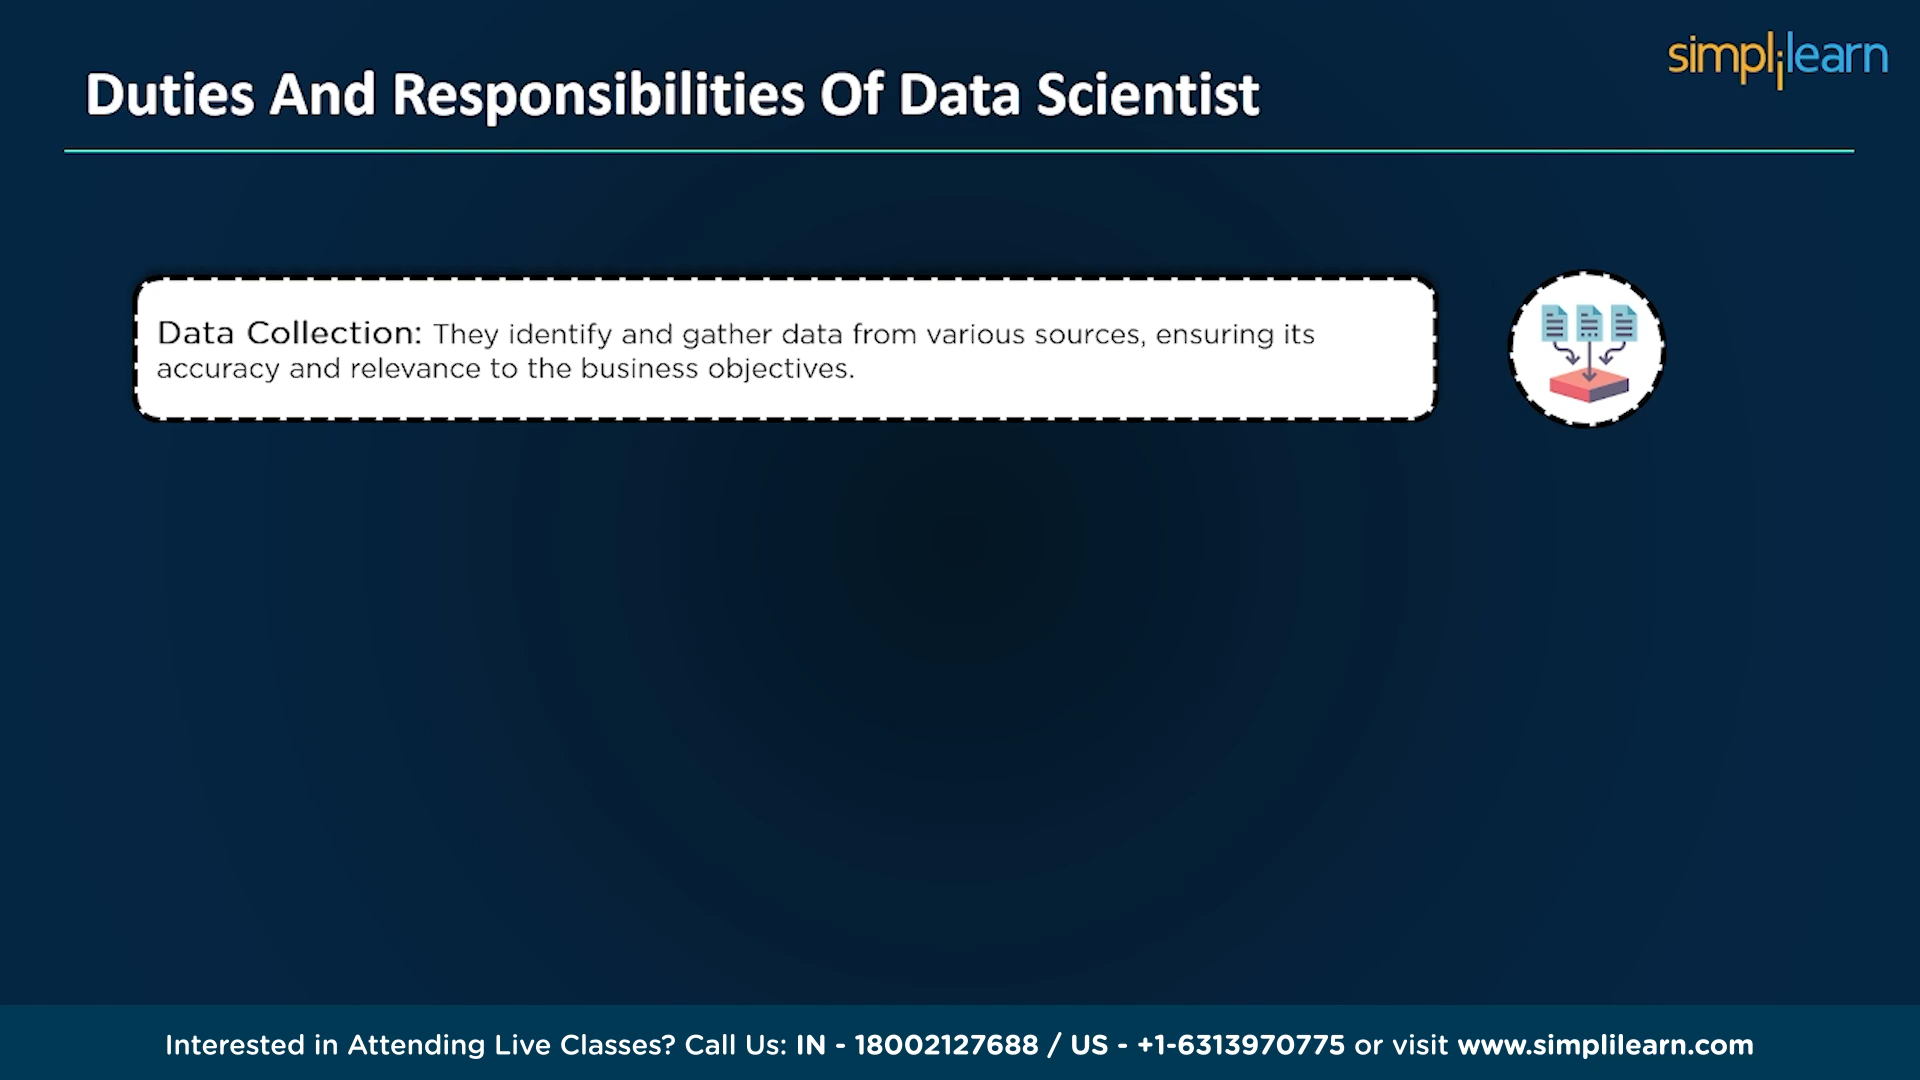 simplilearn
Duties And Responsibilities Of Data Scientist
Data Collection: They identify and gather data from various sources, ensuring its
accuracy and relevance to the business objectives.
Interested in Attending Live Classes? Call Us: IN - 18002127688 / US - +1-6313970775 or visit www.simplilearn.com